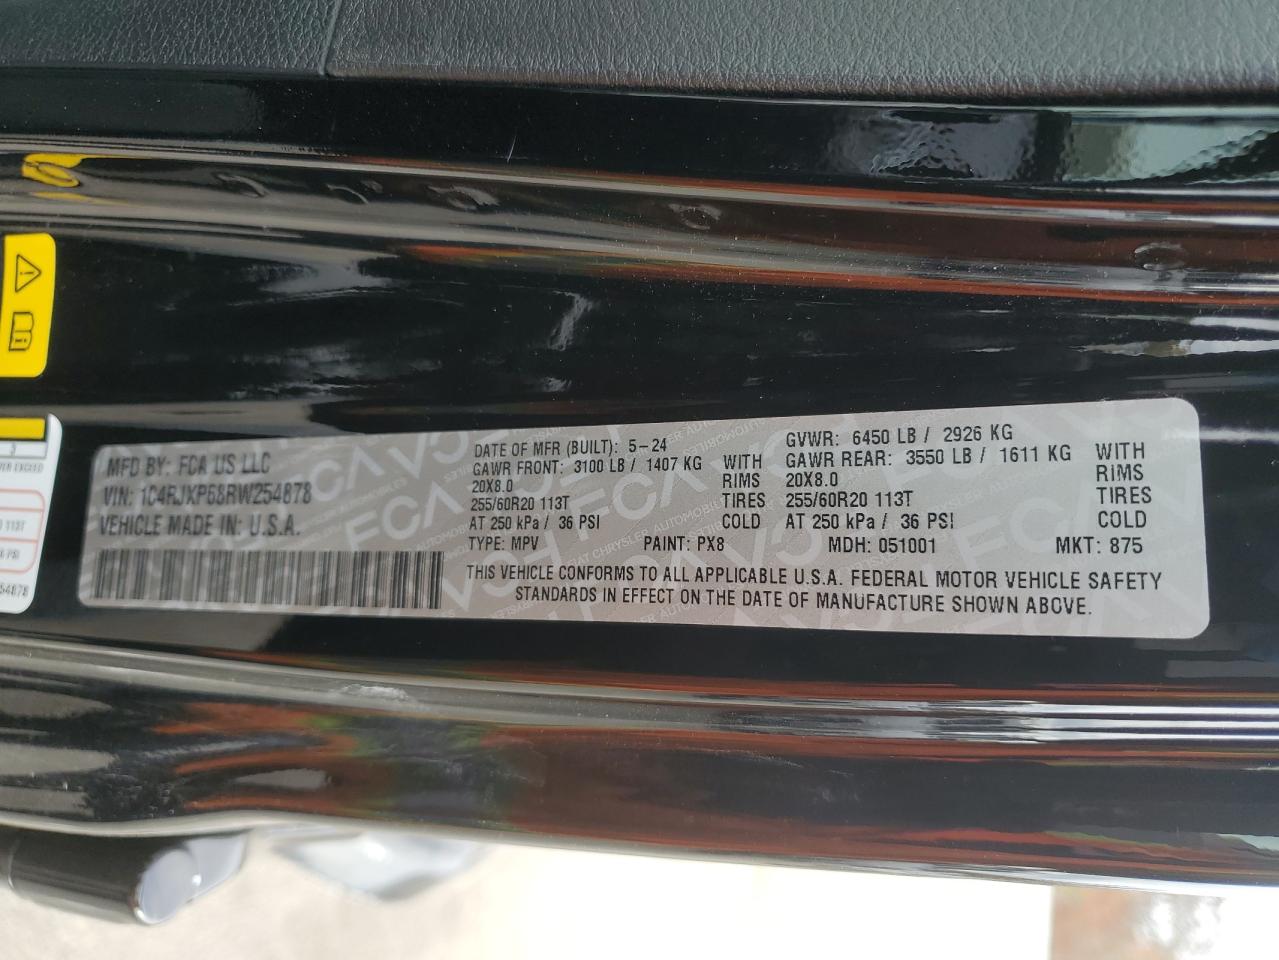 MFD BY: FCA US LLC
VIN: 1C4RJXP68RW254878
VEHICLE MADE IN: U.S.A.
DATE OF MFR (BUILT): 5-24
GVWR: 6450 LB / 2926 KG
GAWR FRONT: 3100 LB / 1407 KG WITH
GAWR REAR: 3550 LB / 1611 KG WITH
20X8.0 RIMS
20X8.0 RIMS
255/60R20 113T TIRES
255/60R20 113T TIRES
AT 250 kPa / 36 PSI COLD
AT 250 kPa / 36 PSI COLD
TYPE: MPV PAINT: PX8 MDH: 051001 MKT: 875
THIS VEHICLE CONFORMS TO ALL APPLICABLE U.S.A. FEDERAL MOTOR VEHICLE SAFETY
STANDARDS IN EFFECT ON THE DATE OF MANUFACTURE SHOWN ABOVE.
113T
PSI
54878